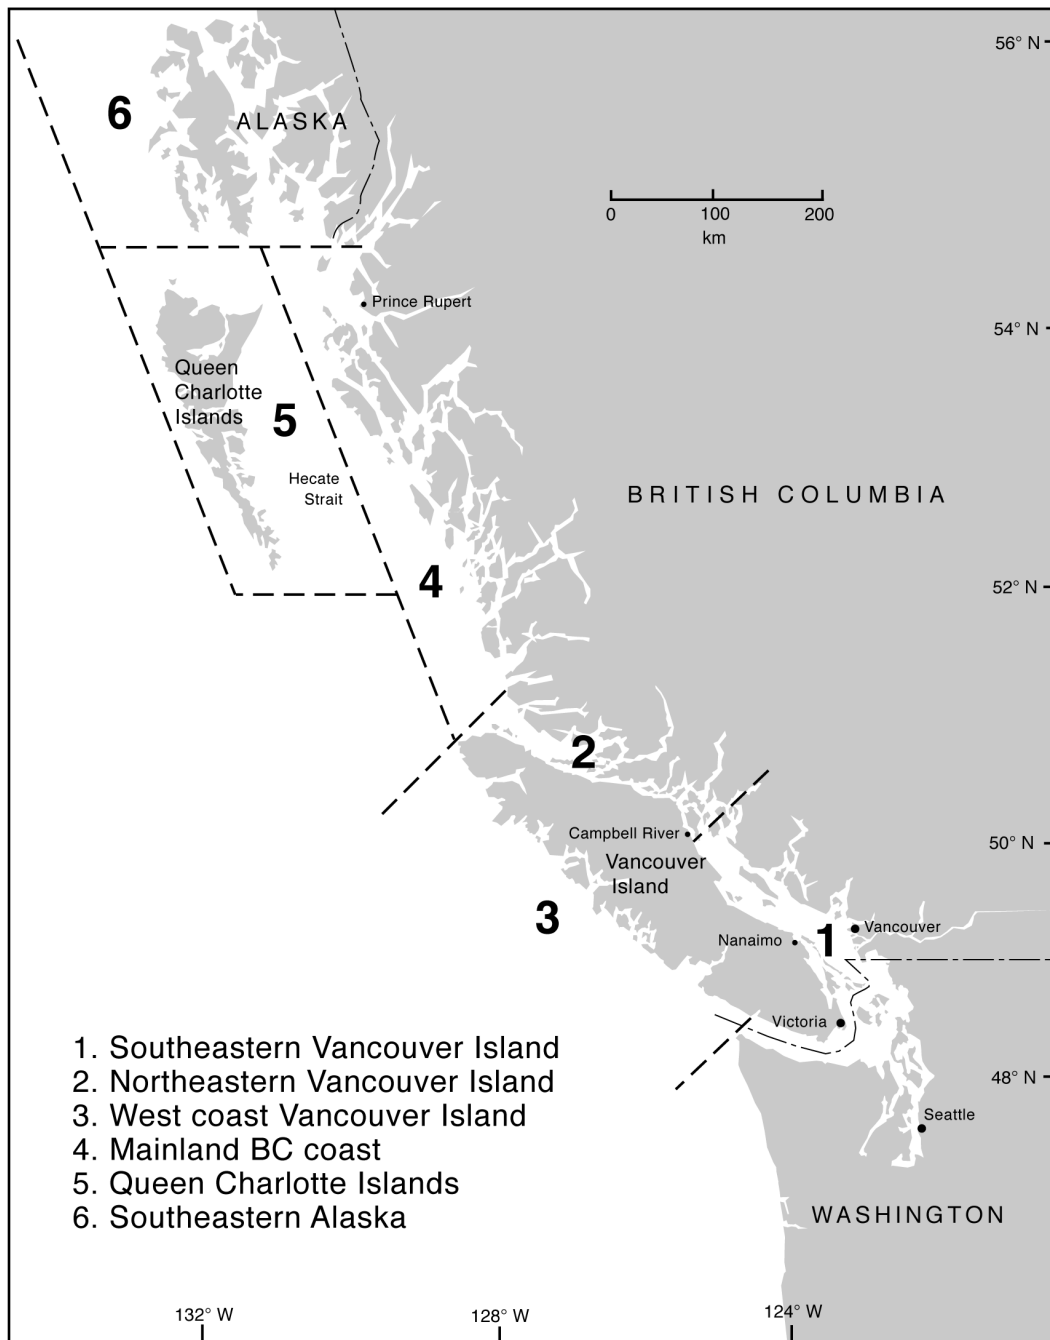 56° N
6
ALASKA
0 100 200
km
Prince Rupert
54° N
Queen
Charlotte
Islands
5
Hecate
Strait
BRITISH COLUMBIA
4
52° N
2
Campbell River
50° N
Vancouver
Island
3
Vancouver
Nanaimo
1
Victoria
1. Southeastern Vancouver Island
2. Northeastern Vancouver Island
3. West coast Vancouver Island
4. Mainland BC coast
5. Queen Charlotte Islands
6. Southeastern Alaska
48° N
Seattle
WASHINGTON
132° W
128° W
124° W